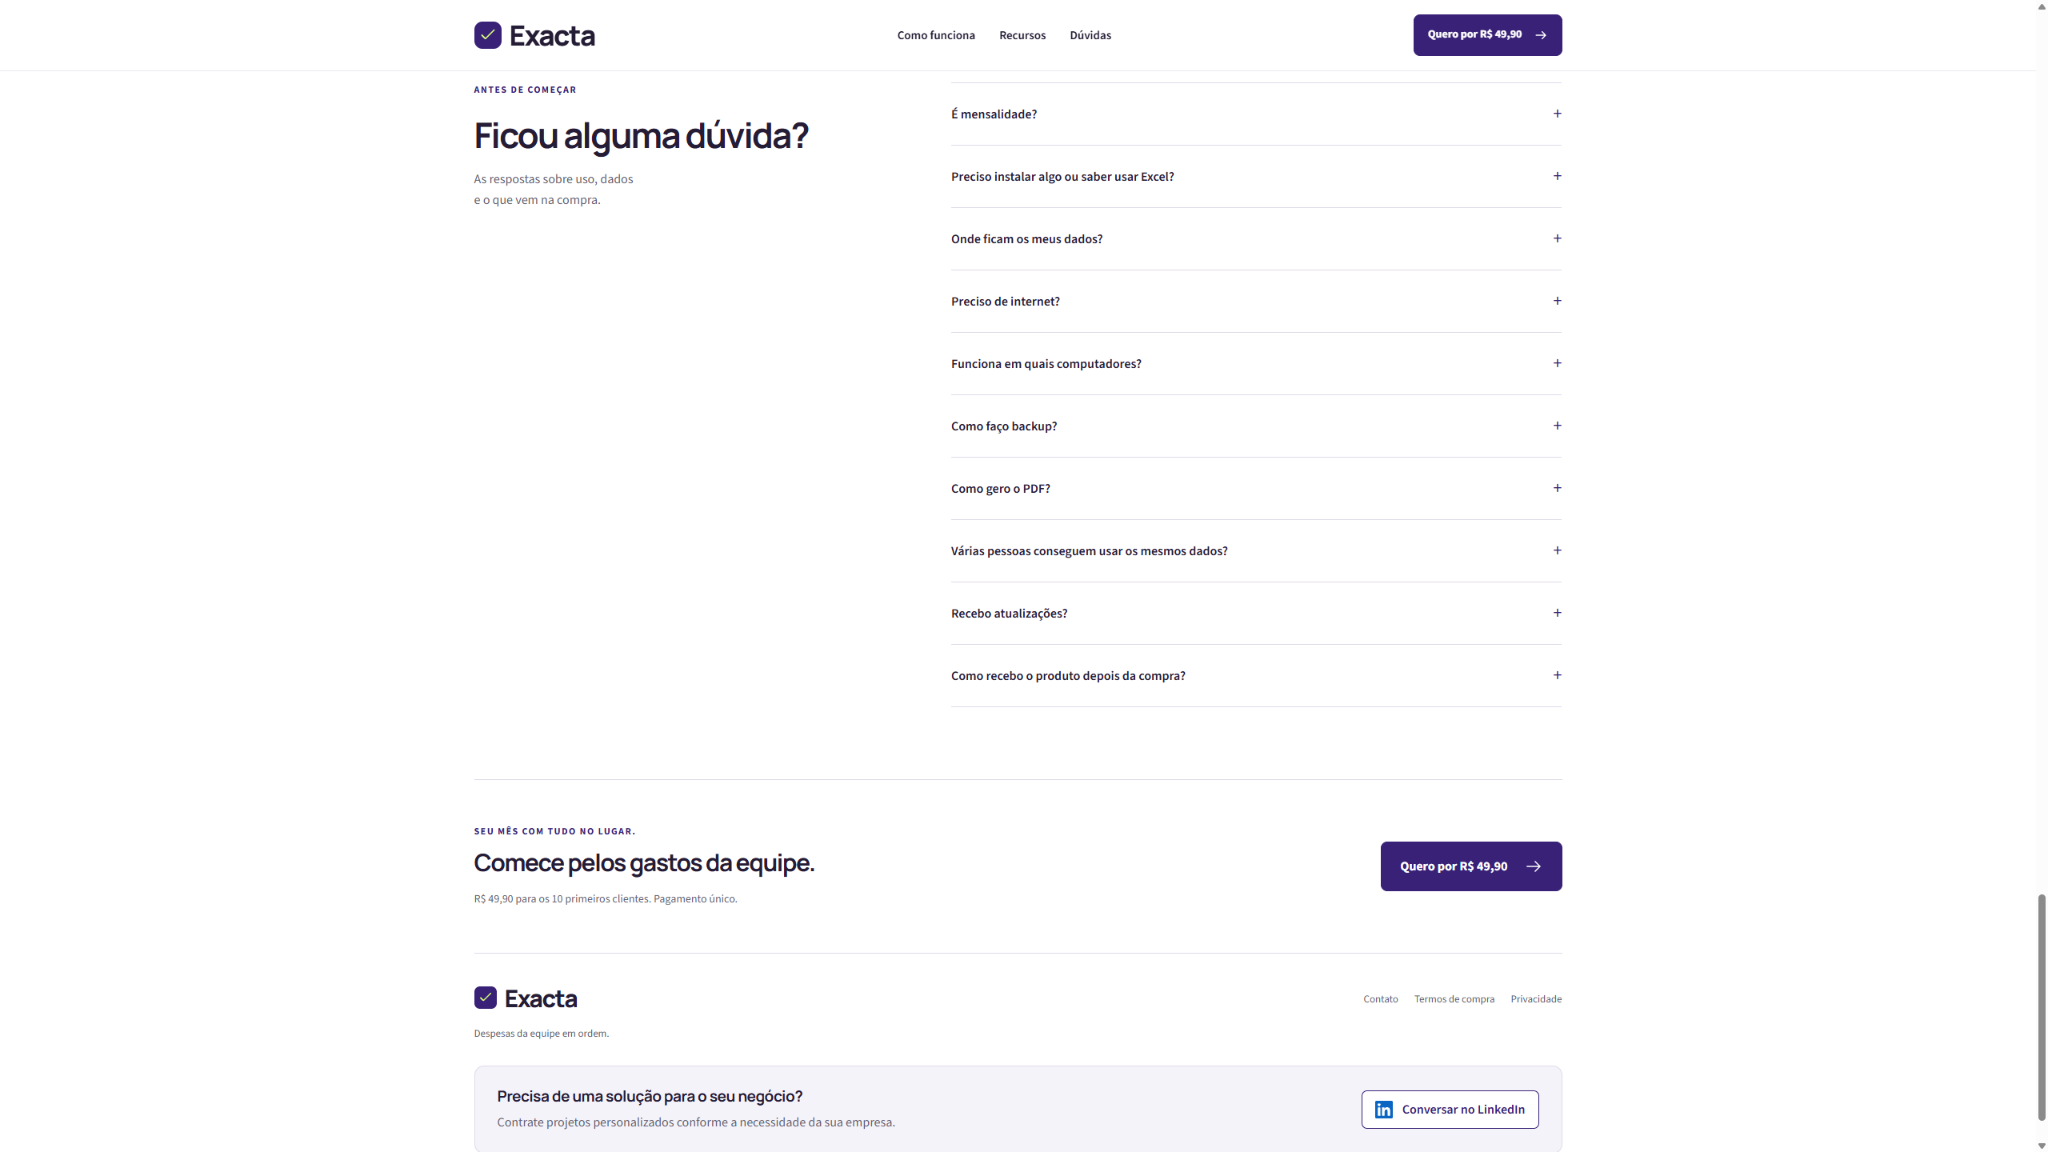 Exacta
Como funciona
Recursos
Dúvidas
Quero por R$ 49,90
ANTES DE COMEÇAR
Ficou alguma dúvida?
As respostas sobre uso, dados
e o que vem na compra.
É mensalidade?
Preciso instalar algo ou saber usar Excel?
Onde ficam os meus dados?
Preciso de internet?
Funciona em quais computadores?
Como faço backup?
Como gero o PDF?
Várias pessoas conseguem usar os mesmos dados?
Recebo atualizações?
Como recebo o produto depois da compra?
SEU MÊS COM TUDO NO LUGAR.
Comece pelos gastos da equipe.
R$ 49,90 para os 10 primeiros clientes. Pagamento único.
Quero por R$ 49,90
Exacta
Despesas da equipe em ordem.
Contato
Termos de compra
Privacidade
Precisa de uma solução para o seu negócio?
Contrate projetos personalizados conforme a necessidade da sua empresa.
Conversar no LinkedIn